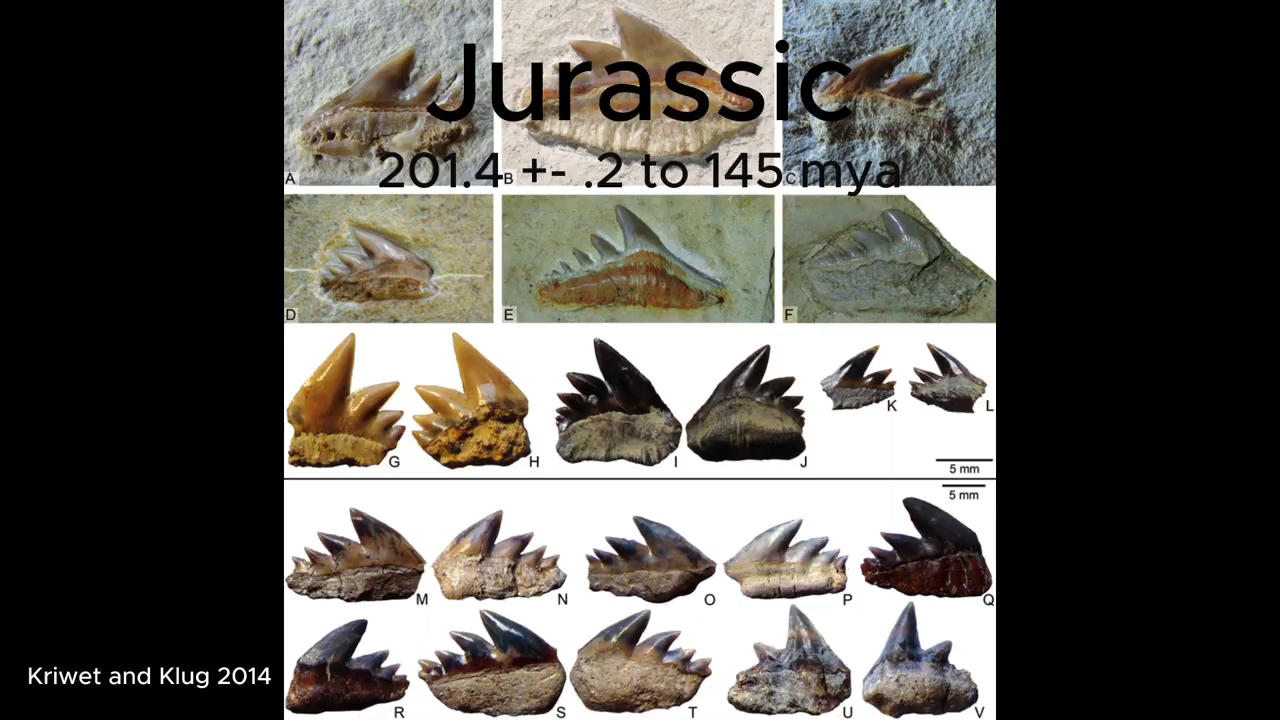 Jurassic
201.4 +- .2 to 145 mya
A
B
C
D
E
F
G
H
I
J
K
L
5 mm
5 mm
M
N
O
P
Q
Kriwet and Klug 2014
R
S
T
U
V